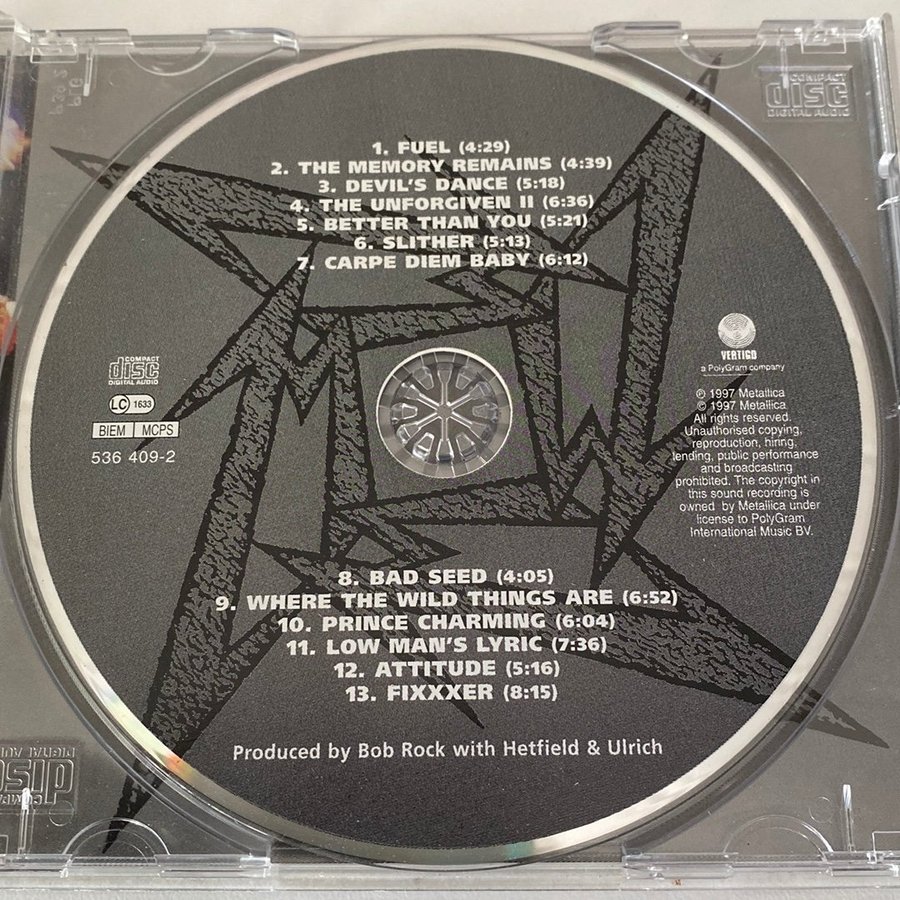 1. FUEL (4:29)
2. THE MEMORY REMAINS (4:39)
3. DEVIL'S DANCE (5:18)
4. THE UNFORGIVEN II (6:36)
5. BETTER THAN YOU (5:21)
6. SLITHER (5:13)
7. CARPE DIEM BABY (6:12)
COMPACT
disc
DIGITAL AUDIO
COMPACT
disc
DIGITAL AUDIO
LC 1633
BIEM MCPS
536 409-2
VERTIGO
a PolyGram company
℗ 1997 Metallica
© 1997 Metallica
All rights reserved.
Unauthorised copying,
reproduction, hiring,
lending, public performance
and broadcasting
prohibited. The copyright in
this sound recording is
owned by Metallica under
license to PolyGram
International Music BV.
8. BAD SEED (4:05)
9. WHERE THE WILD THINGS ARE (6:52)
10. PRINCE CHARMING (6:04)
11. LOW MAN'S LYRIC (7:36)
12. ATTITUDE (5:16)
13. FIXXXER (8:15)
Produced by Bob Rock with Hetfield & Ulrich